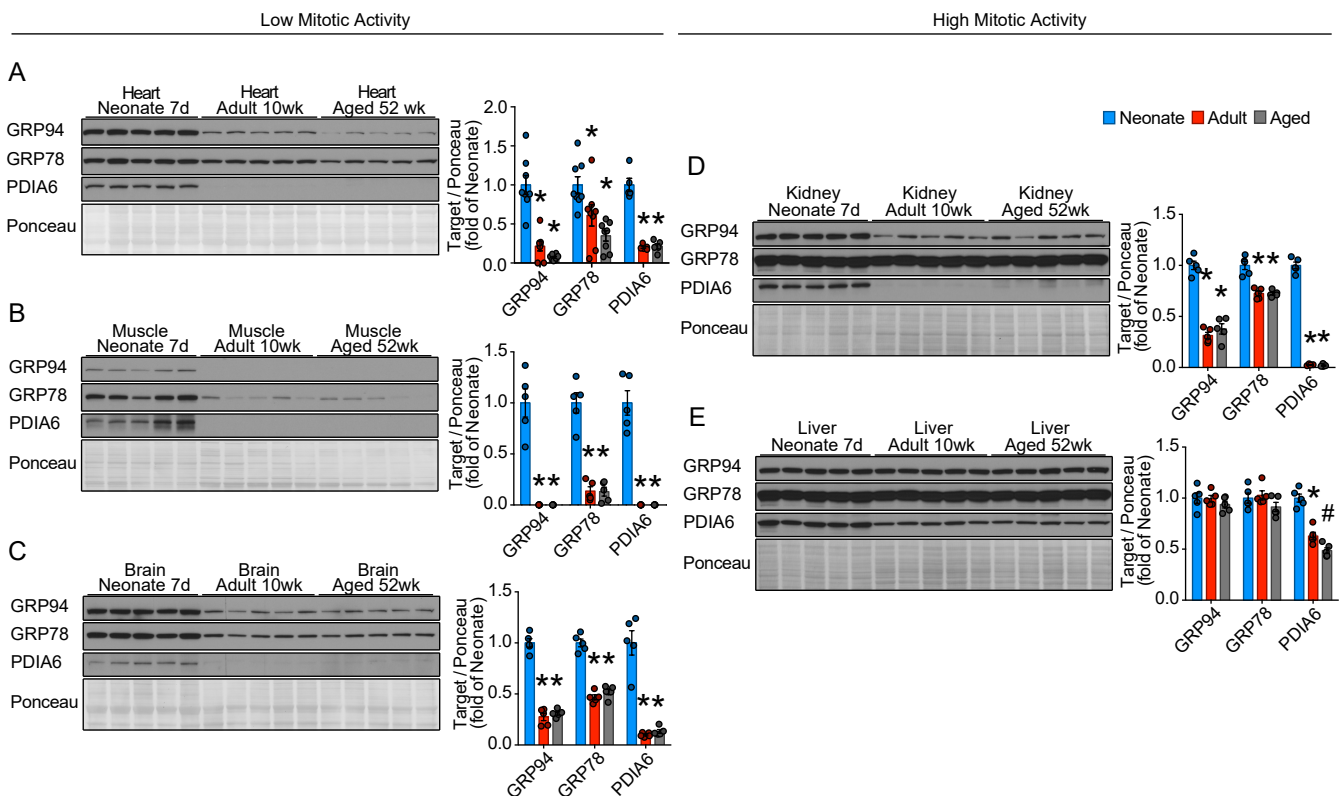 Low Mitotic Activity
High Mitotic Activity
A
Heart
Neonate 7d
Heart
Adult 10wk
Heart
Aged 52 wk
GRP94
GRP78
PDIA6
Ponceau
Target / Ponceau
(fold of Neonate)
2.0
1.5
1.0
0.5
0.0
*
*
*
*
**
GRP94
GRP78
PDIA6
B
Muscle
Neonate 7d
Muscle
Adult 10wk
Muscle
Aged 52wk
GRP94
GRP78
PDIA6
Ponceau
Target / Ponceau
(fold of Neonate)
1.5
1.0
0.5
0.0
**
**
**
GRP94
GRP78
PDIA6
C
Brain
Neonate 7d
Brain
Adult 10wk
Brain
Aged 52wk
GRP94
GRP78
PDIA6
Ponceau
Target / Ponceau
(fold of Neonate)
1.5
1.0
0.5
0.0
**
**
**
GRP94
GRP78
PDIA6
Neonate
Adult
Aged
D
Kidney
Neonate 7d
Kidney
Adult 10wk
Kidney
Aged 52wk
GRP94
GRP78
PDIA6
Ponceau
Target / Ponceau
(fold of Neonate)
1.5
1.0
0.5
0.0
*
*
**
**
GRP94
GRP78
PDIA6
E
Liver
Neonate 7d
Liver
Adult 10wk
Liver
Aged 52wk
GRP94
GRP78
PDIA6
Ponceau
Target / Ponceau
(fold of Neonate)
1.5
1.0
0.5
0.0
*
#
GRP94
GRP78
PDIA6